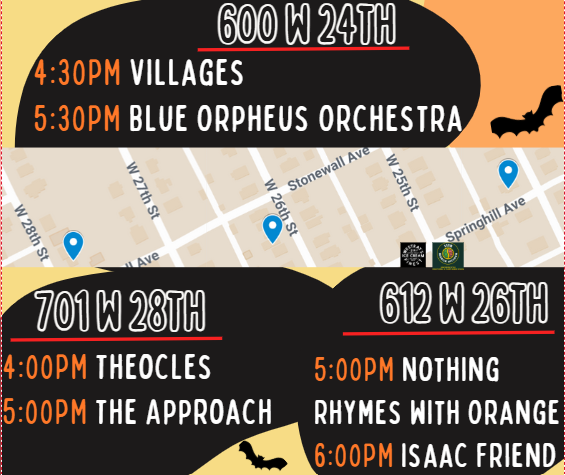 600 W 24TH
4:30PM VILLAGES
5:30PM BLUE ORPHEUS ORCHESTRA
Stonewall Ave
W 27th St
W 25th St
W 26th St
W 28th St
Springhill Ave
ll Ave
ICE CREAM
701 W 28TH
4:00PM THEOCLES
5:00PM THE APPROACH
612 W 26TH
5:00PM NOTHING
RHYMES WITH ORANGE
6:00PM ISAAC FRIEND